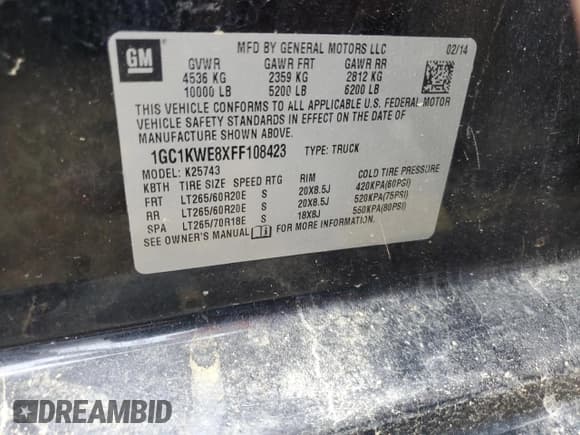 GM
MFD BY GENERAL MOTORS LLC 02/14
GVWR GAWR FRT GAWR RR
4536 KG 2359 KG 2812 KG
10000 LB 5200 LB 6200 LB
THIS VEHICLE CONFORMS TO ALL APPLICABLE U.S. FEDERAL MOTOR
VEHICLE SAFETY STANDARDS IN EFFECT ON THE DATE OF
MANUFACTURE SHOWN ABOVE.
1GC1KWE8XFF108423 TYPE: TRUCK
MODEL: K25743
KBTH TIRE SIZE SPEED RTG RIM COLD TIRE PRESSURE
FRT LT265/60R20E S 20X8.5J 420KPA(60PSI)
RR LT265/60R20E S 20X8.5J 520KPA(75PSI)
SPA LT265/70R18E S 18X8J 550KPA(80PSI)
SEE OWNER'S MANUAL FOR MORE INFORMATION.
DREAMBID